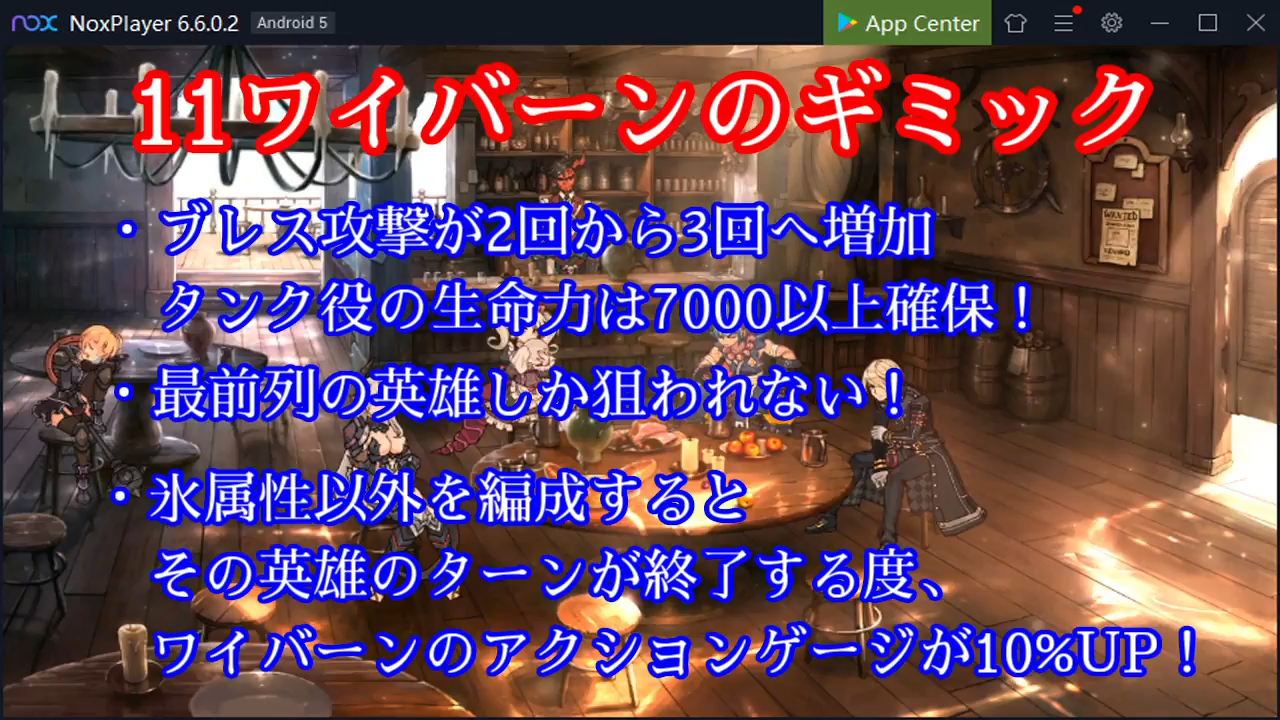 nox NoxPlayer 6.6.0.2 Android 5 App Center
11ワイバーンのギミック
・ブレス攻撃が2回から3回へ増加
タンク役の生命力は7000以上確保！
・最前列の英雄しか狙われない！
・氷属性以外を編成すると
その英雄のターンが終了する度、
ワイバーンのアクションゲージが10%UP！
WANTED